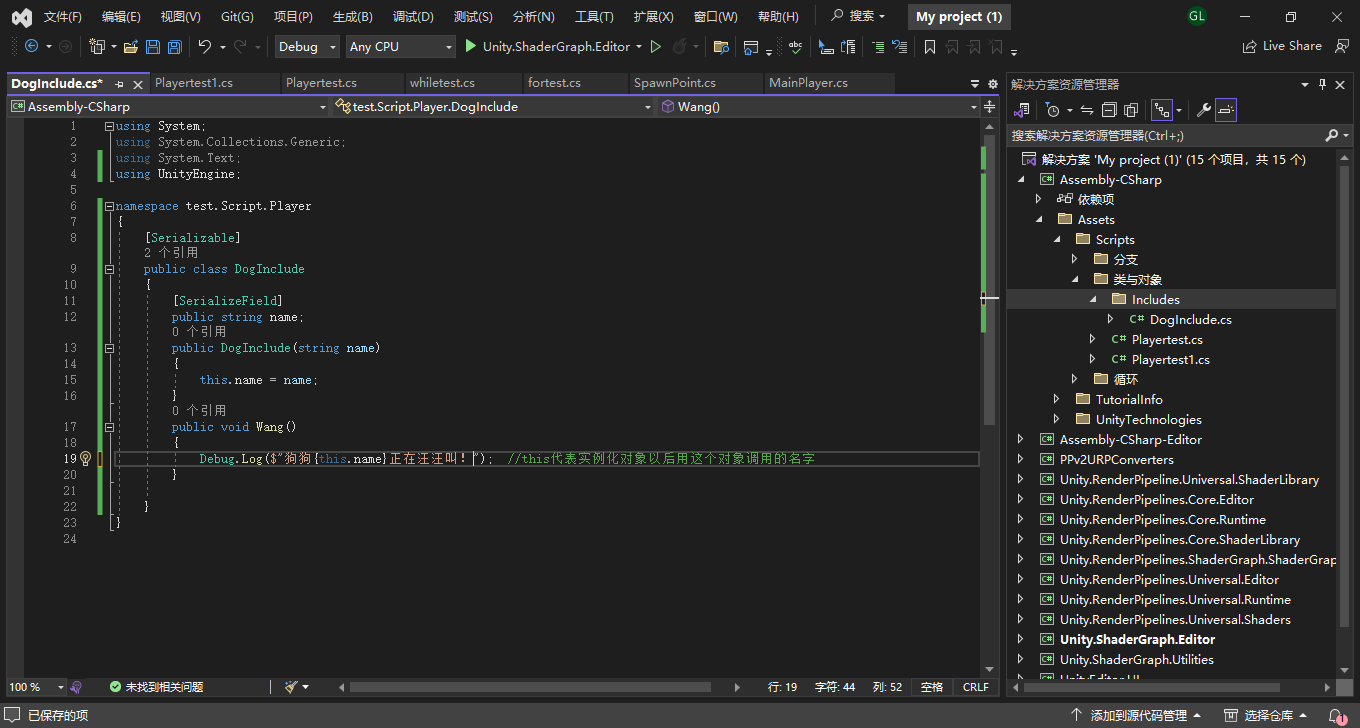 文件(F) 编辑(E) 视图(V) Git(G) 项目(P) 生成(B) 调试(D) 测试(S) 分析(N) 工具(T) 扩展(X) 窗口(W) 帮助(H) 搜索 My project (1) GL
Debug Any CPU Unity.ShaderGraph.Editor Live Share
DogInclude.cs* Playertest1.cs Playertest.cs whiletest.cs fortest.cs SpawnPoint.cs MainPlayer.cs
Assembly-CSharp test.Script.Player.DogInclude Wang()
1 using System;
2 using System.Collections.Generic;
3 using System.Text;
4 using UnityEngine;
5
6 namespace test.Script.Player
7 {
8 [Serializable]
2 个引用
9 public class DogInclude
10 {
11 [SerializeField]
12 public string name;
0 个引用
13 public DogInclude(string name)
14 {
15 this.name = name;
16 }
0 个引用
17 public void Wang()
18 {
19 Debug.Log($"狗狗{this.name}正在汪汪叫！"); //this代表实例化对象以后用这个对象调用的名字
20 }
21
22 }
23 }
24
100 % 未找到相关问题 行: 19 字符: 44 列: 52 空格 CRLF
解决方案资源管理器
搜索解决方案资源管理器(Ctrl+;)
解决方案 'My project (1)' (15 个项目，共 15 个)
C# Assembly-CSharp
依赖项
Assets
Scripts
分支
类与对象
Includes
C# DogInclude.cs
C# Playertest.cs
C# Playertest1.cs
循环
TutorialInfo
UnityTechnologies
C# Assembly-CSharp-Editor
C# PPv2URPConverters
C# Unity.RenderPipeline.Universal.ShaderLibrary
C# Unity.RenderPipelines.Core.Editor
C# Unity.RenderPipelines.Core.Runtime
C# Unity.RenderPipelines.Core.ShaderLibrary
C# Unity.RenderPipelines.ShaderGraph.ShaderGrap
C# Unity.RenderPipelines.Universal.Editor
C# Unity.RenderPipelines.Universal.Runtime
C# Unity.RenderPipelines.Universal.Shaders
C# Unity.ShaderGraph.Editor
C# Unity.ShaderGraph.Utilities
已保存的项 添加到源代码管理 选择仓库 1